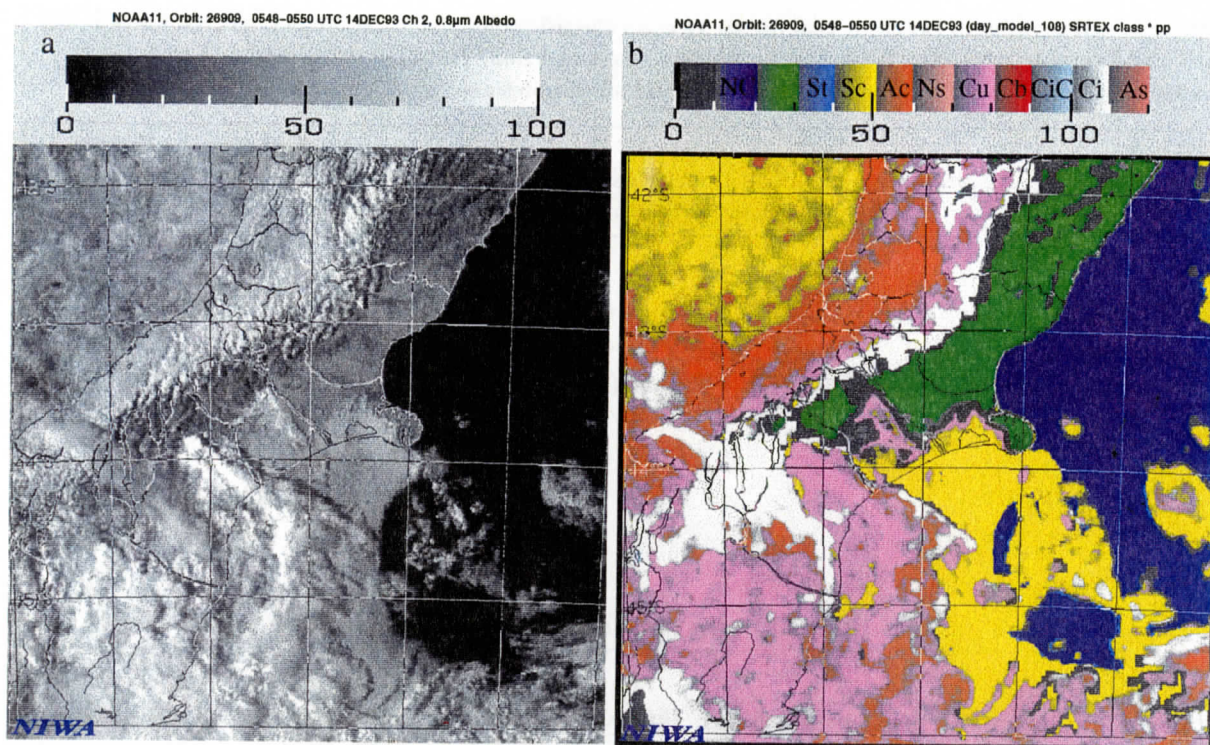 NOAA11, Orbit: 26909, 0548–0550 UTC 14DEC93 Ch 2, 0.8µm Albedo
a
0 50 100
42°S
NIWA
NOAA11, Orbit: 26909, 0548–0550 UTC 14DEC93 (day_model_108) SRTEX class * pp
b
St Sc Ac Ns Cu Cb CiC Ci As
0 50 100
42°S
45°S
NIWA